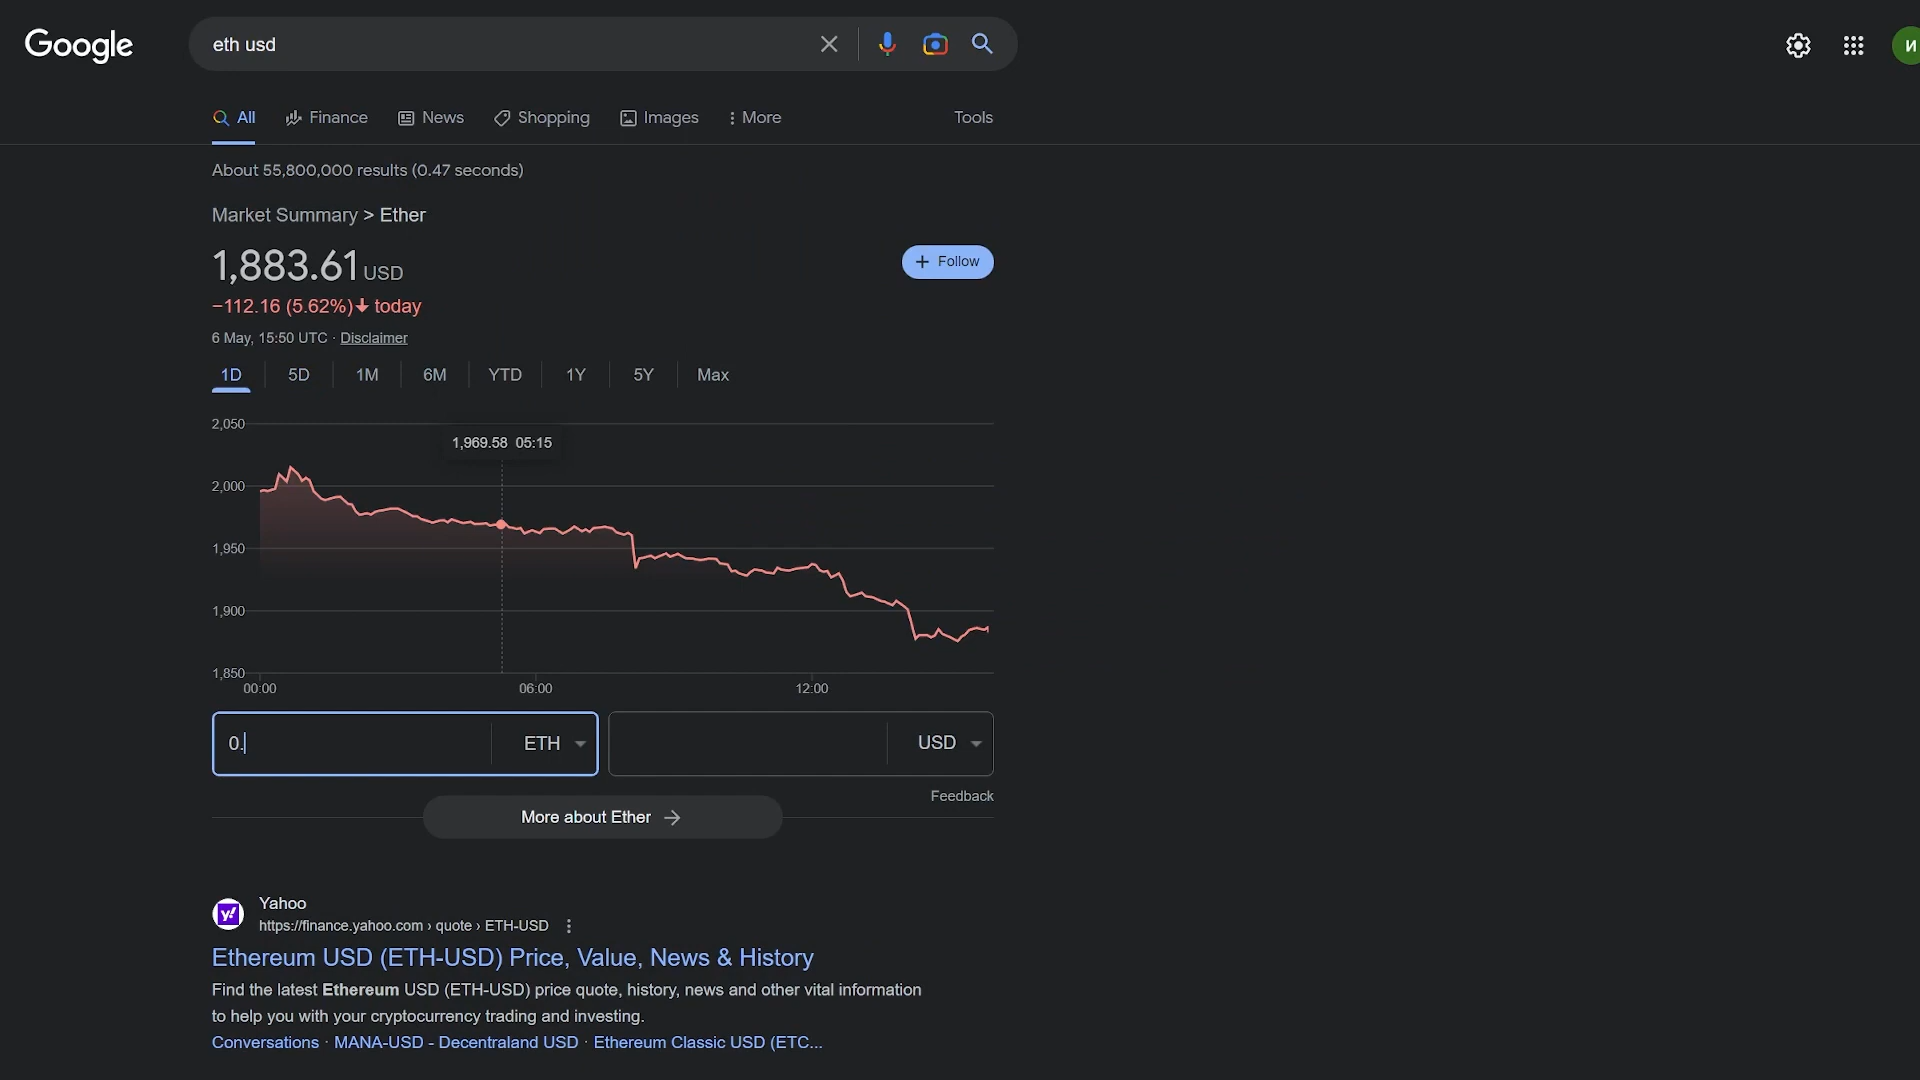 Google
eth usd
И
All Finance News Shopping Images More Tools
About 55,800,000 results (0.47 seconds)
Market Summary > Ether
1,883.61 USD
+ Follow
−112.16 (5.62%) today
6 May, 15:50 UTC · Disclaimer
1D 5D 1M 6M YTD 1Y 5Y Max
2,050
1,969.58 05:15
2,000
1,950
1,900
1,850
00:00 06:00 12:00
0. ETH USD
Feedback
More about Ether
y!
Yahoo
https://finance.yahoo.com › quote › ETH-USD
Ethereum USD (ETH-USD) Price, Value, News & History
Find the latest Ethereum USD (ETH-USD) price quote, history, news and other vital information
to help you with your cryptocurrency trading and investing.
Conversations · MANA-USD - Decentraland USD · Ethereum Classic USD (ETC...